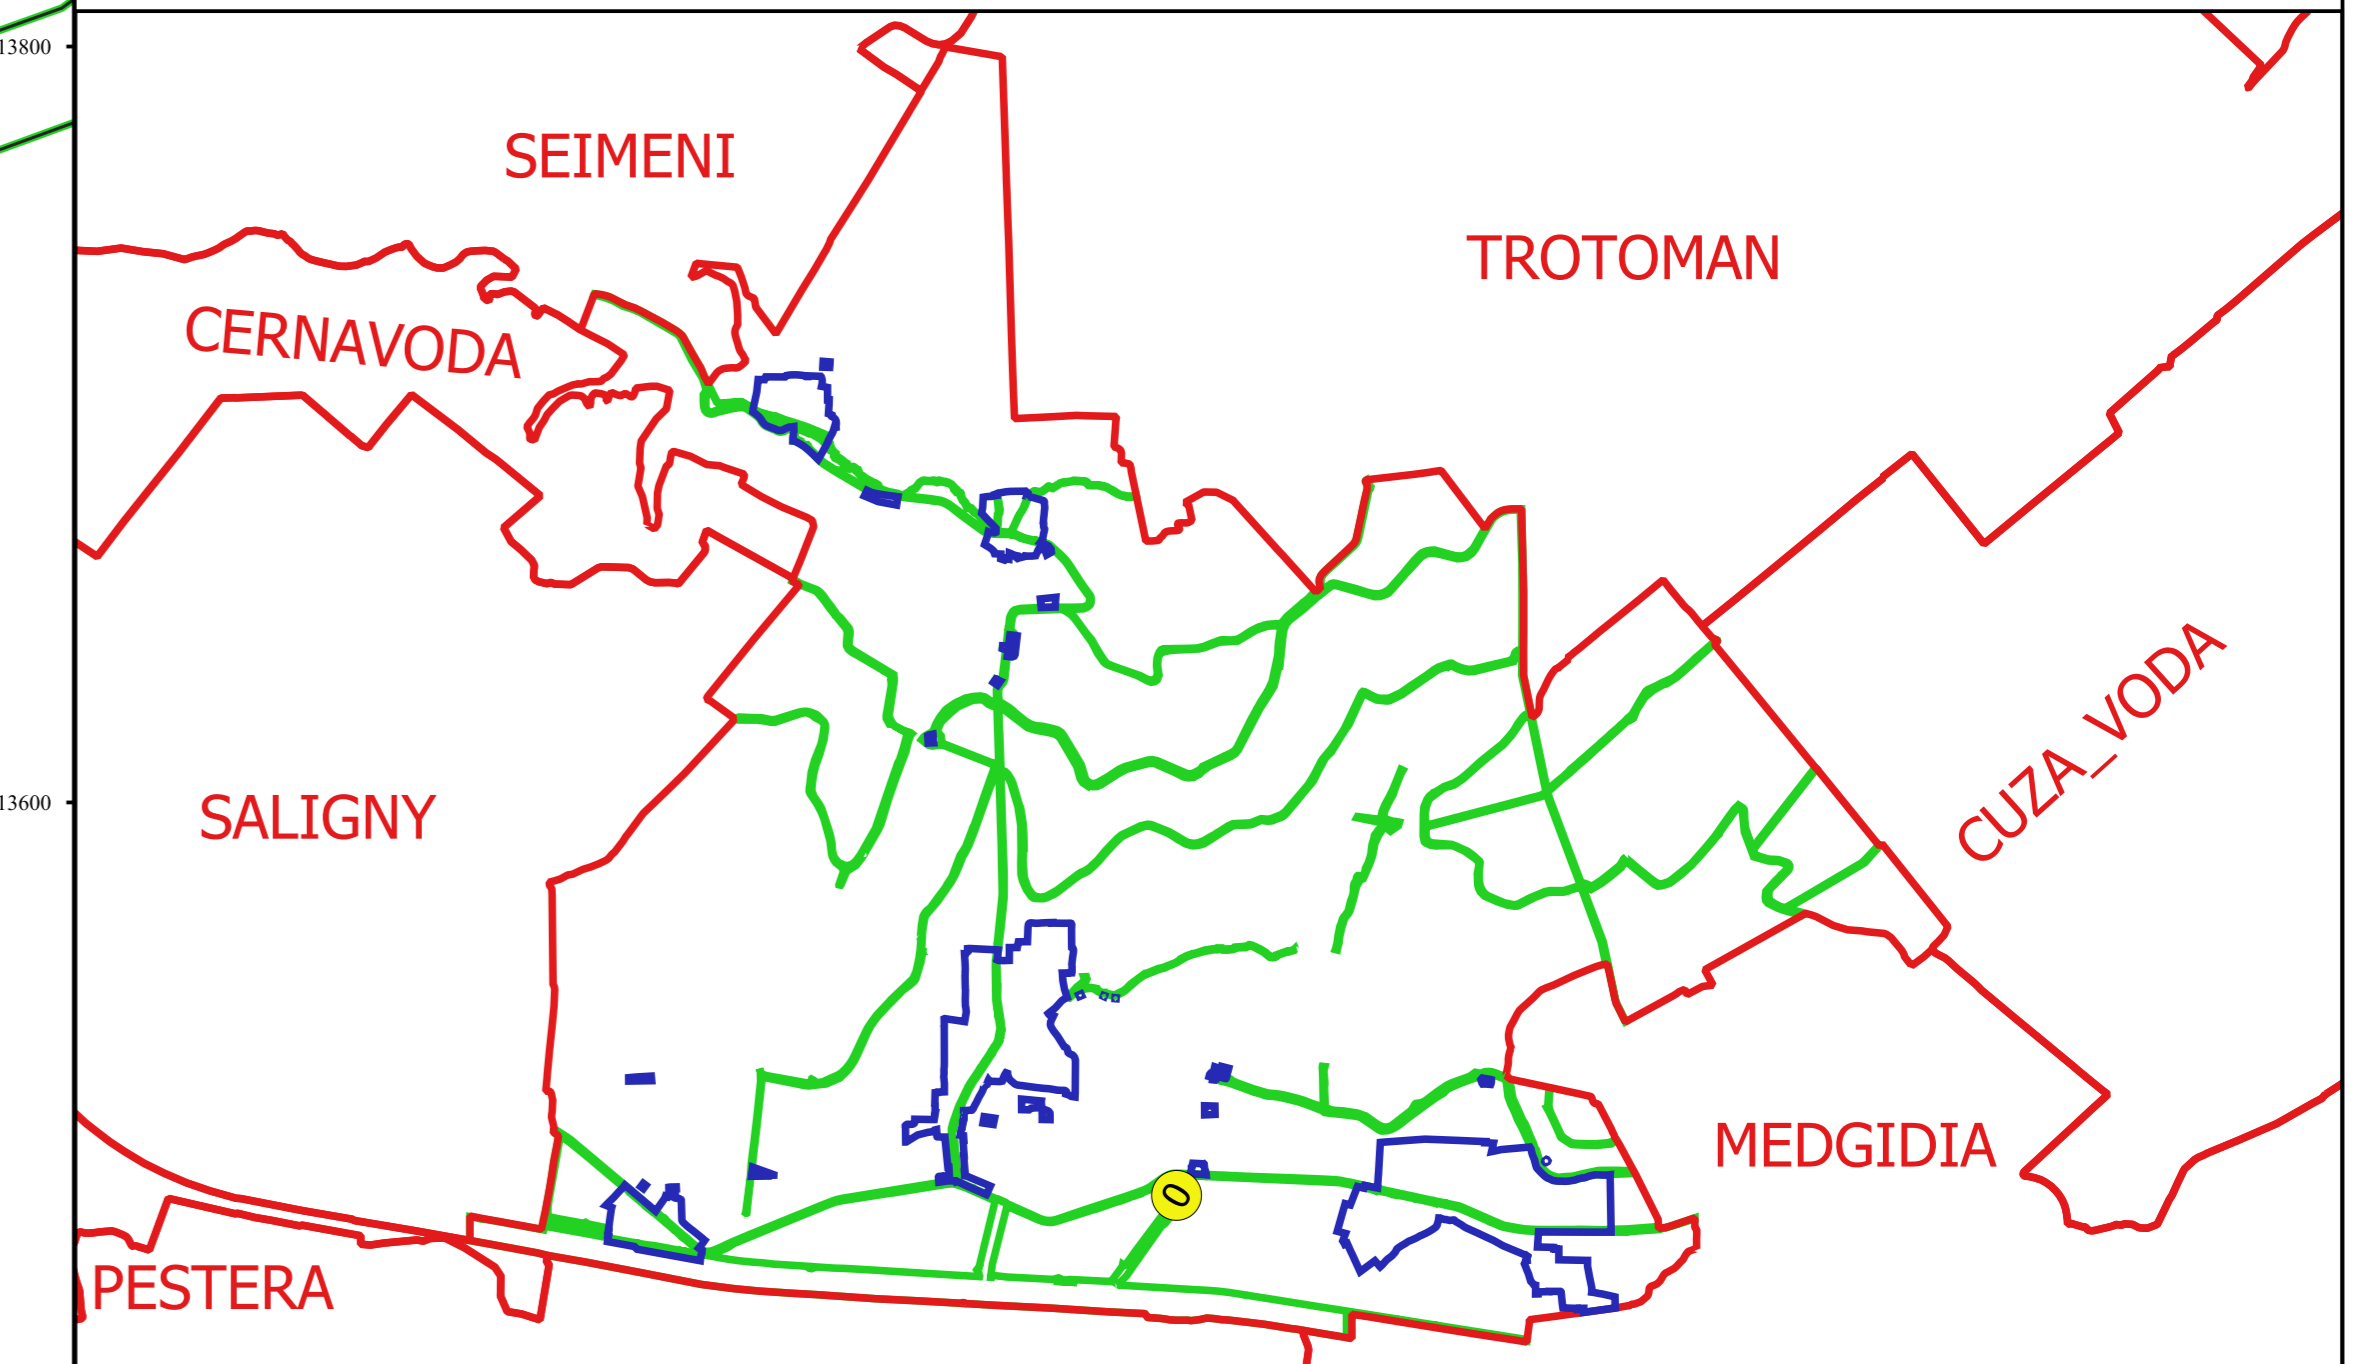 13800
SEIMENI
TROTOMAN
CERNAVODA
CUZA_VODA
13600
SALIGNY
0
MEDGIDIA
PESTERA